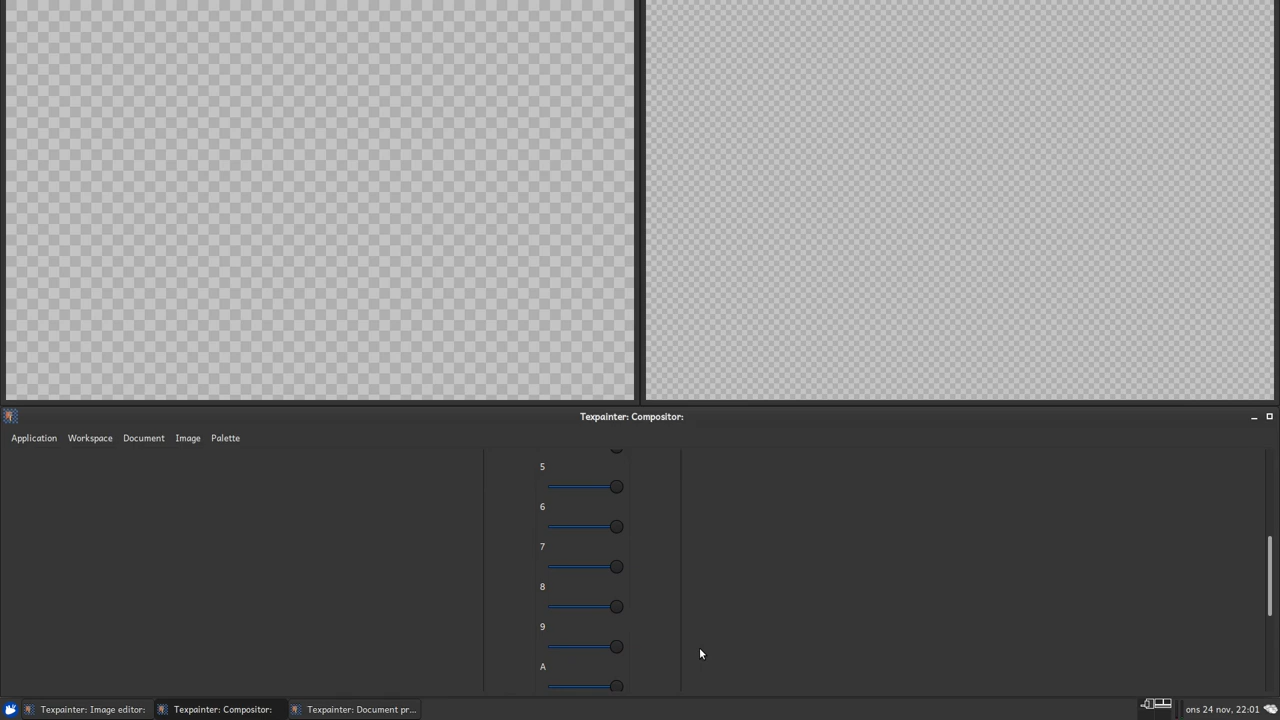 Texpainter: Compositor:
Application Workspace Document Image Palette
5
6
7
8
9
A
Texpainter: Image editor: Texpainter: Compositor: Texpainter: Document pr... ons 24 nov, 22:01